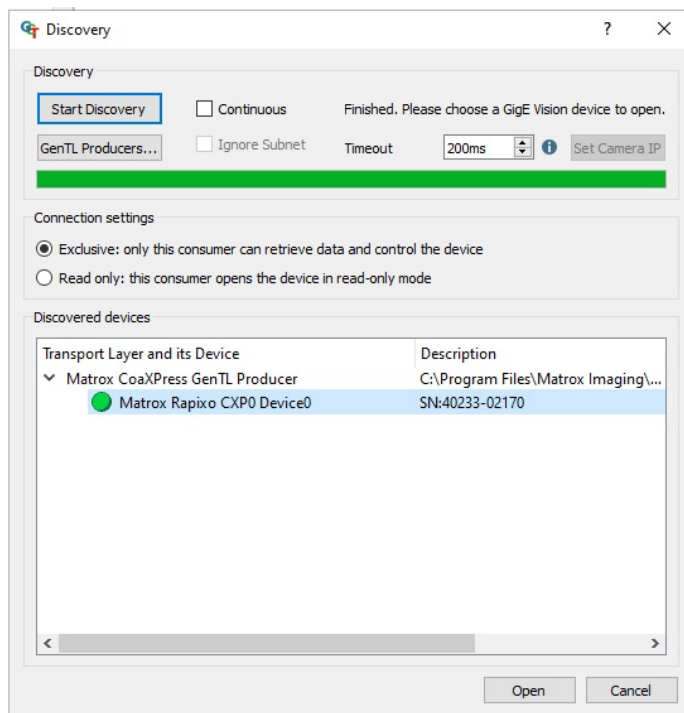 Discovery ?
Discovery
Start Discovery Continuous Finished. Please choose a GigE Vision device to open.
GenTL Producers... Ignore Subnet Timeout 200ms Set Camera IP
Connection settings
Exclusive: only this consumer can retrieve data and control the device
Read only: this consumer opens the device in read-only mode
Discovered devices
Transport Layer and its Device Description
Matrox CoaXPress GenTL Producer C:\Program Files\Matrox Imaging\...
Matrox Rapixo CXP0 Device0 SN:40233-02170
Open Cancel